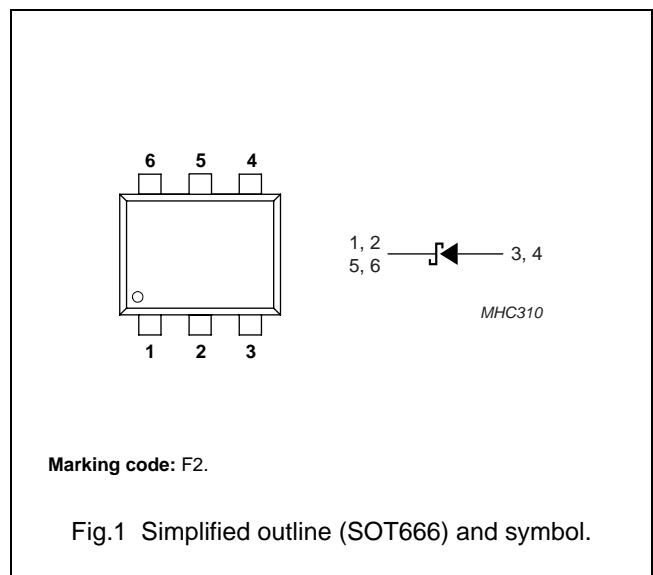 6 5 4
1, 2
5, 6
3, 4
MHC310
1 2 3
Marking code: F2.
Fig.1 Simplified outline (SOT666) and symbol.